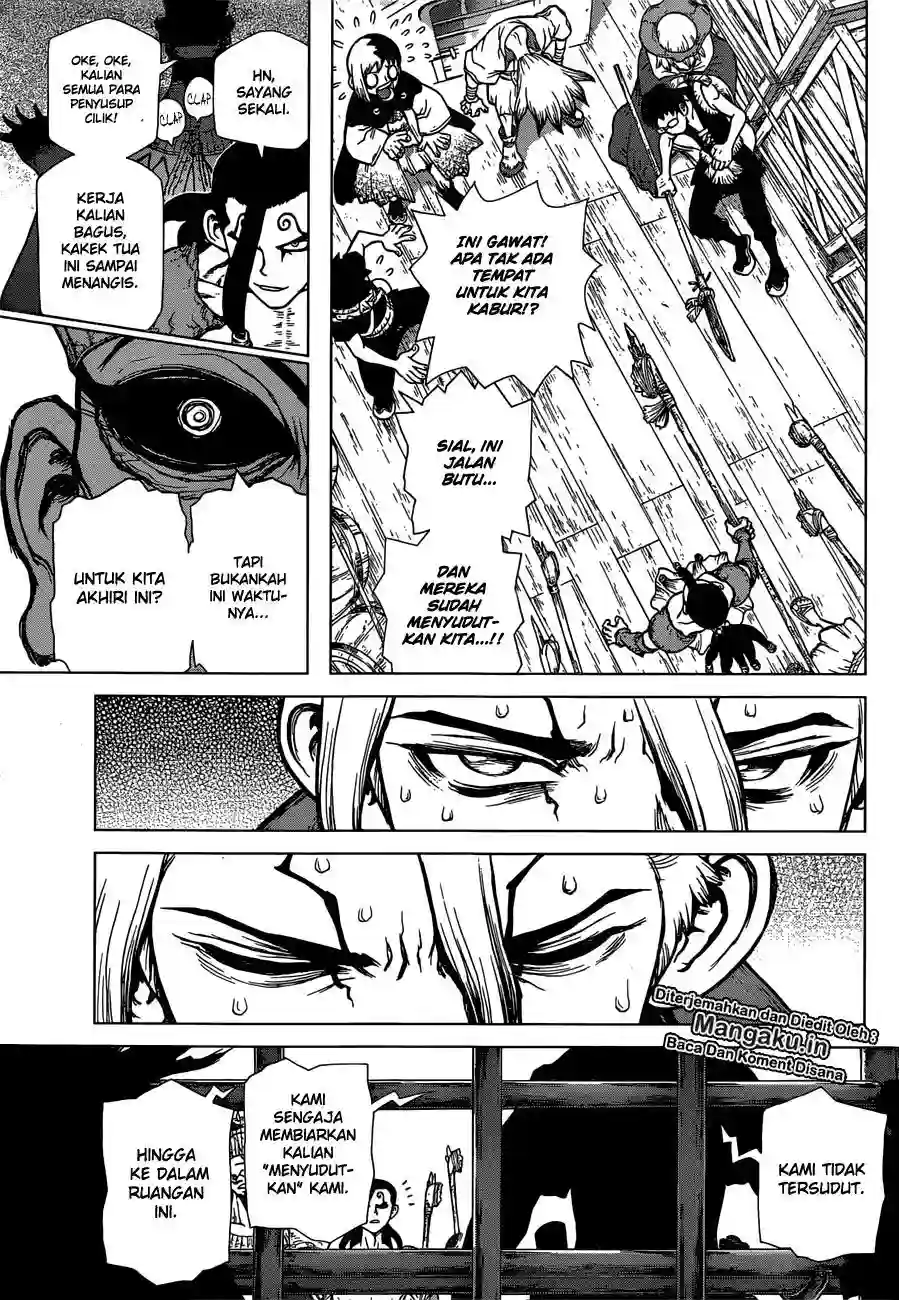 INI GAWAT!
APA TAK ADA
TEMPAT
UNTUK KITA
KABUR!?
SIAL, INI
JALAN
BUTU...
DAN
MEREKA
SUDAH
MENYUDUT-
KAN KITA...!!
HN,
SAYANG
SEKALI.
OKE, OKE,
KALIAN
SEMUA PARA
PENYUSUP
CILIK!
CLAP
CLAP
KERJA
KALIAN
BAGUS,
KAKEK TUA
INI SAMPAI
MENANGIS.
TAPI
BUKANKAH
INI WAKTU-
NYA...
UNTUK KITA
AKHIRI INI?
KAMI TIDAK
TERSUDUT.
KAMI
SENGAJA
MEMBIARKAN
KALIAN
"MENYUDUT-
KAN" KAMI.
HINGGA
KE DALAM
RUANGAN
INI.
Diterjemahkan dan Diedit Oleh :
Mangaku.in
Baca Dan Koment Disana